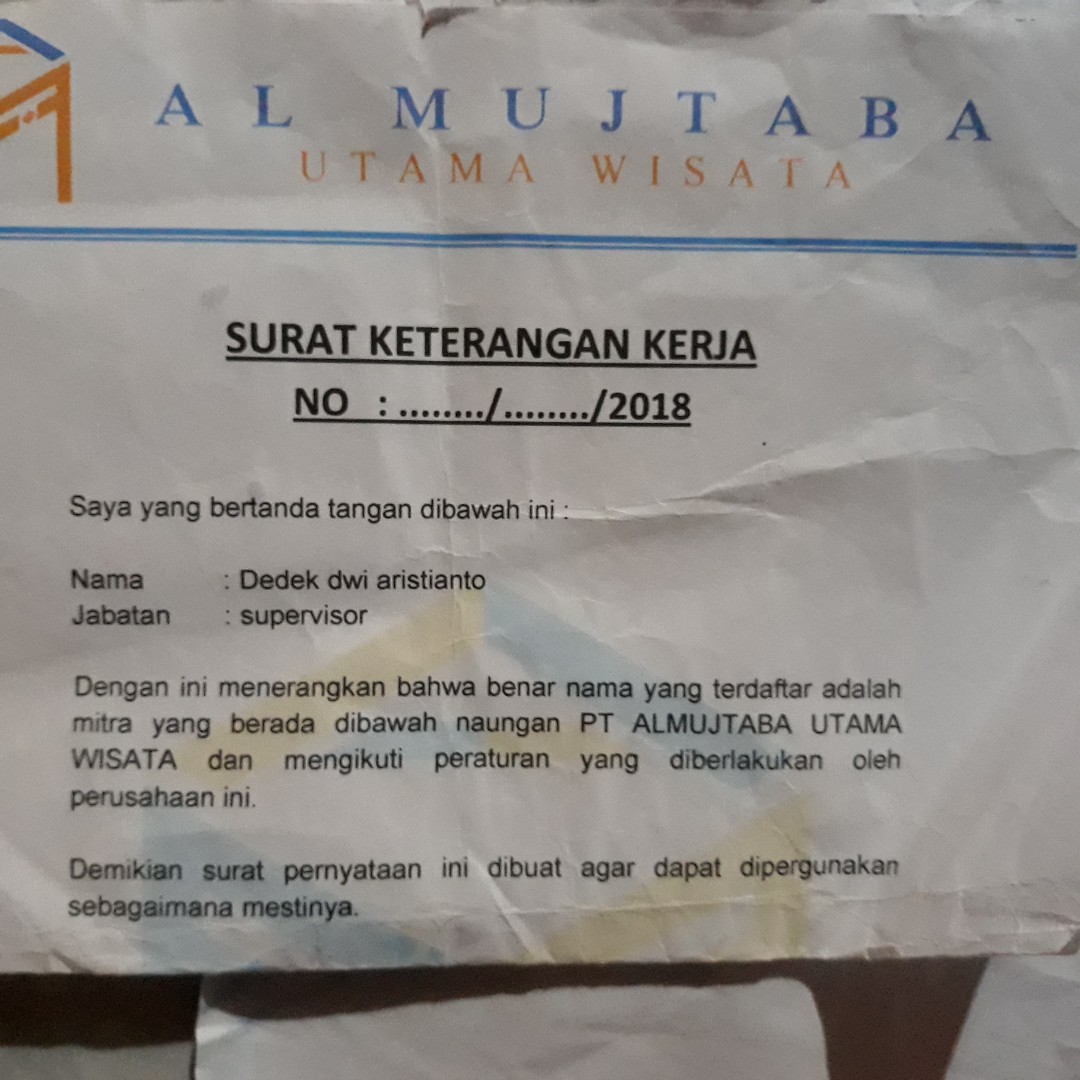 AL MUJTABA
UTAMA WISATA
SURAT KETERANGAN KERJA
NO : ......../......../2018
Saya yang bertanda tangan dibawah ini :
Nama : Dedek dwi aristianto
Jabatan : supervisor
Dengan ini menerangkan bahwa benar nama yang terdaftar adalah
mitra yang berada dibawah naungan PT ALMUJTABA UTAMA
WISATA dan mengikuti peraturan yang diberlakukan oleh
perusahaan ini.
Demikian surat pernyataan ini dibuat agar dapat dipergunakan
sebagaimana mestinya.